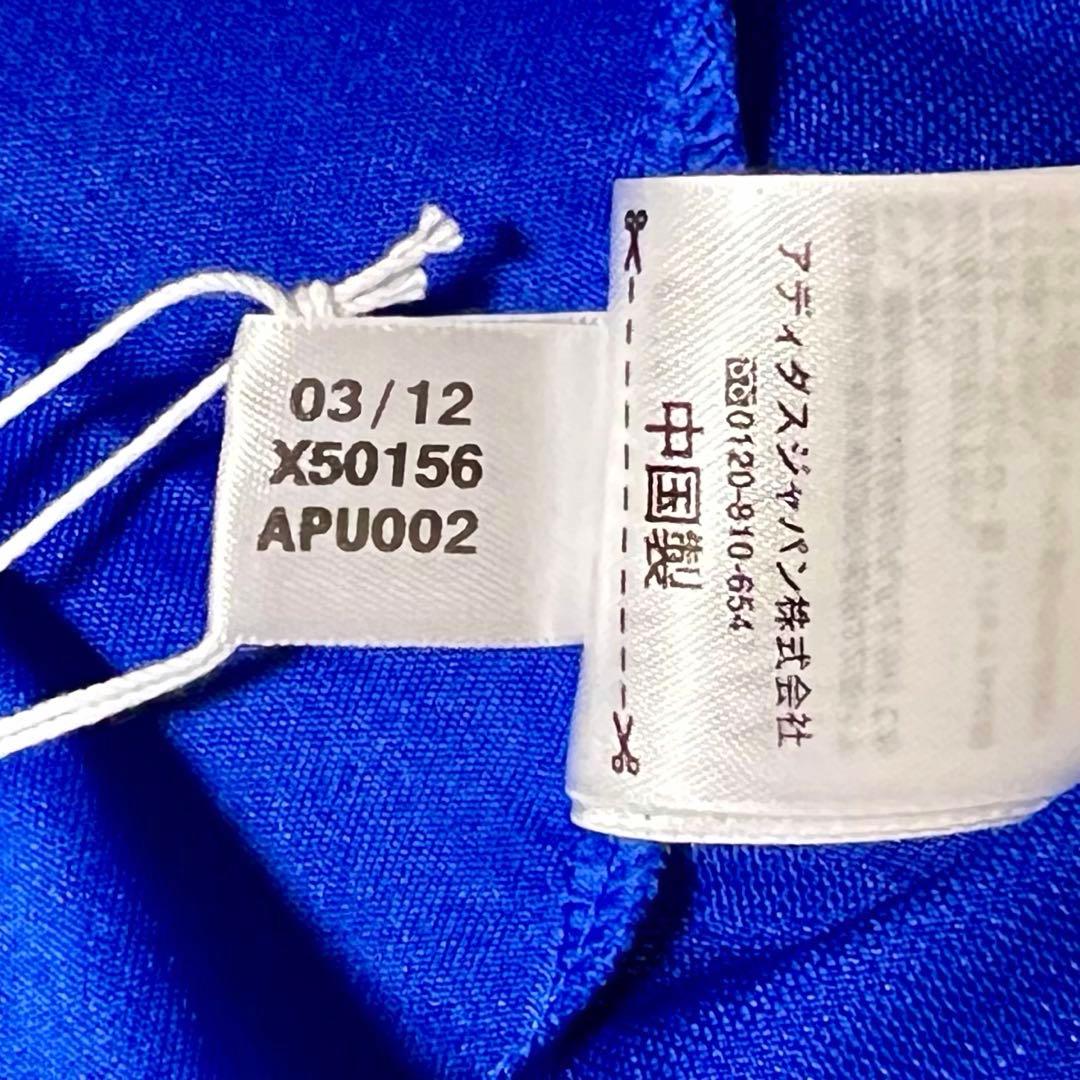 03/12
X50156
APU002
アディダスジャパン株式会社
0120-810-654
中国製